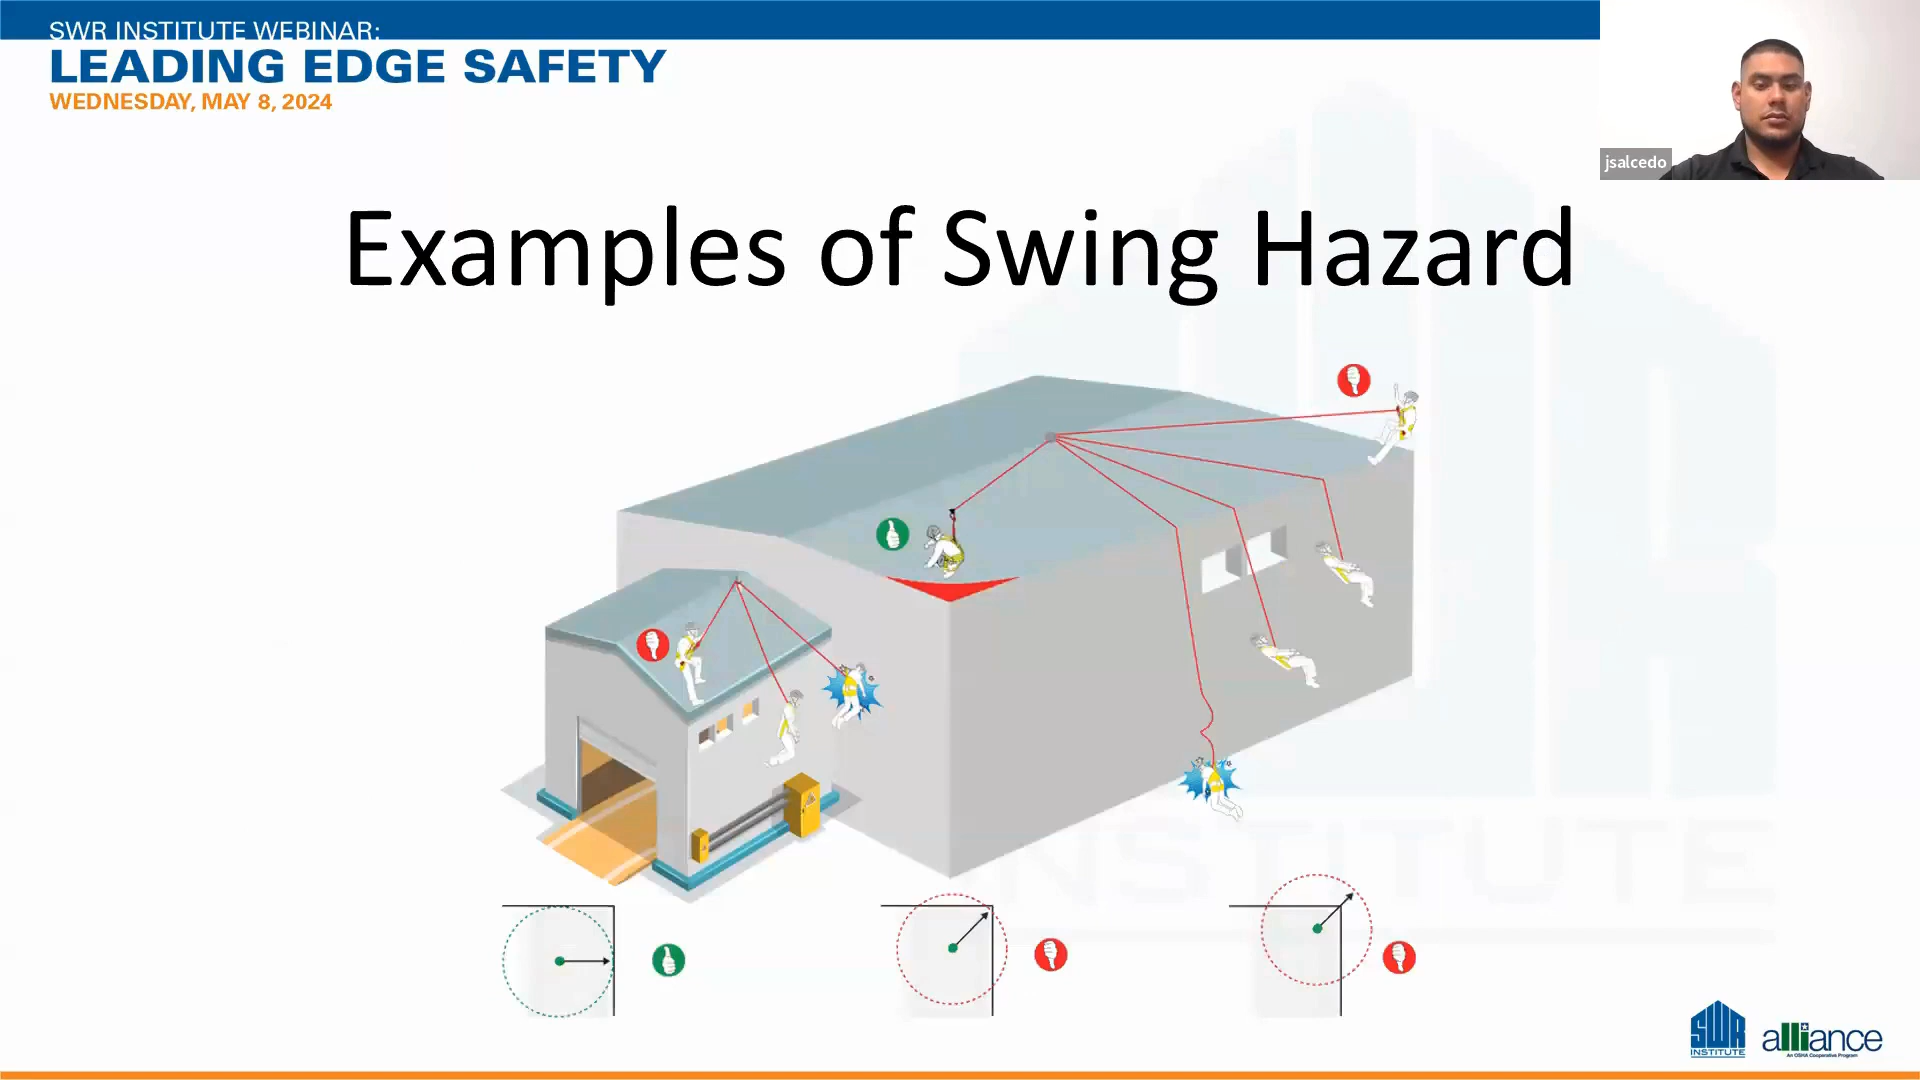 SWR INSTITUTE WEBINAR:
LEADING EDGE SAFETY
WEDNESDAY, MAY 8, 2024
jsalcedo
Examples of Swing Hazard
INSTITUTE
SWR
INSTITUTE
alliance
An OSHA Cooperative Program